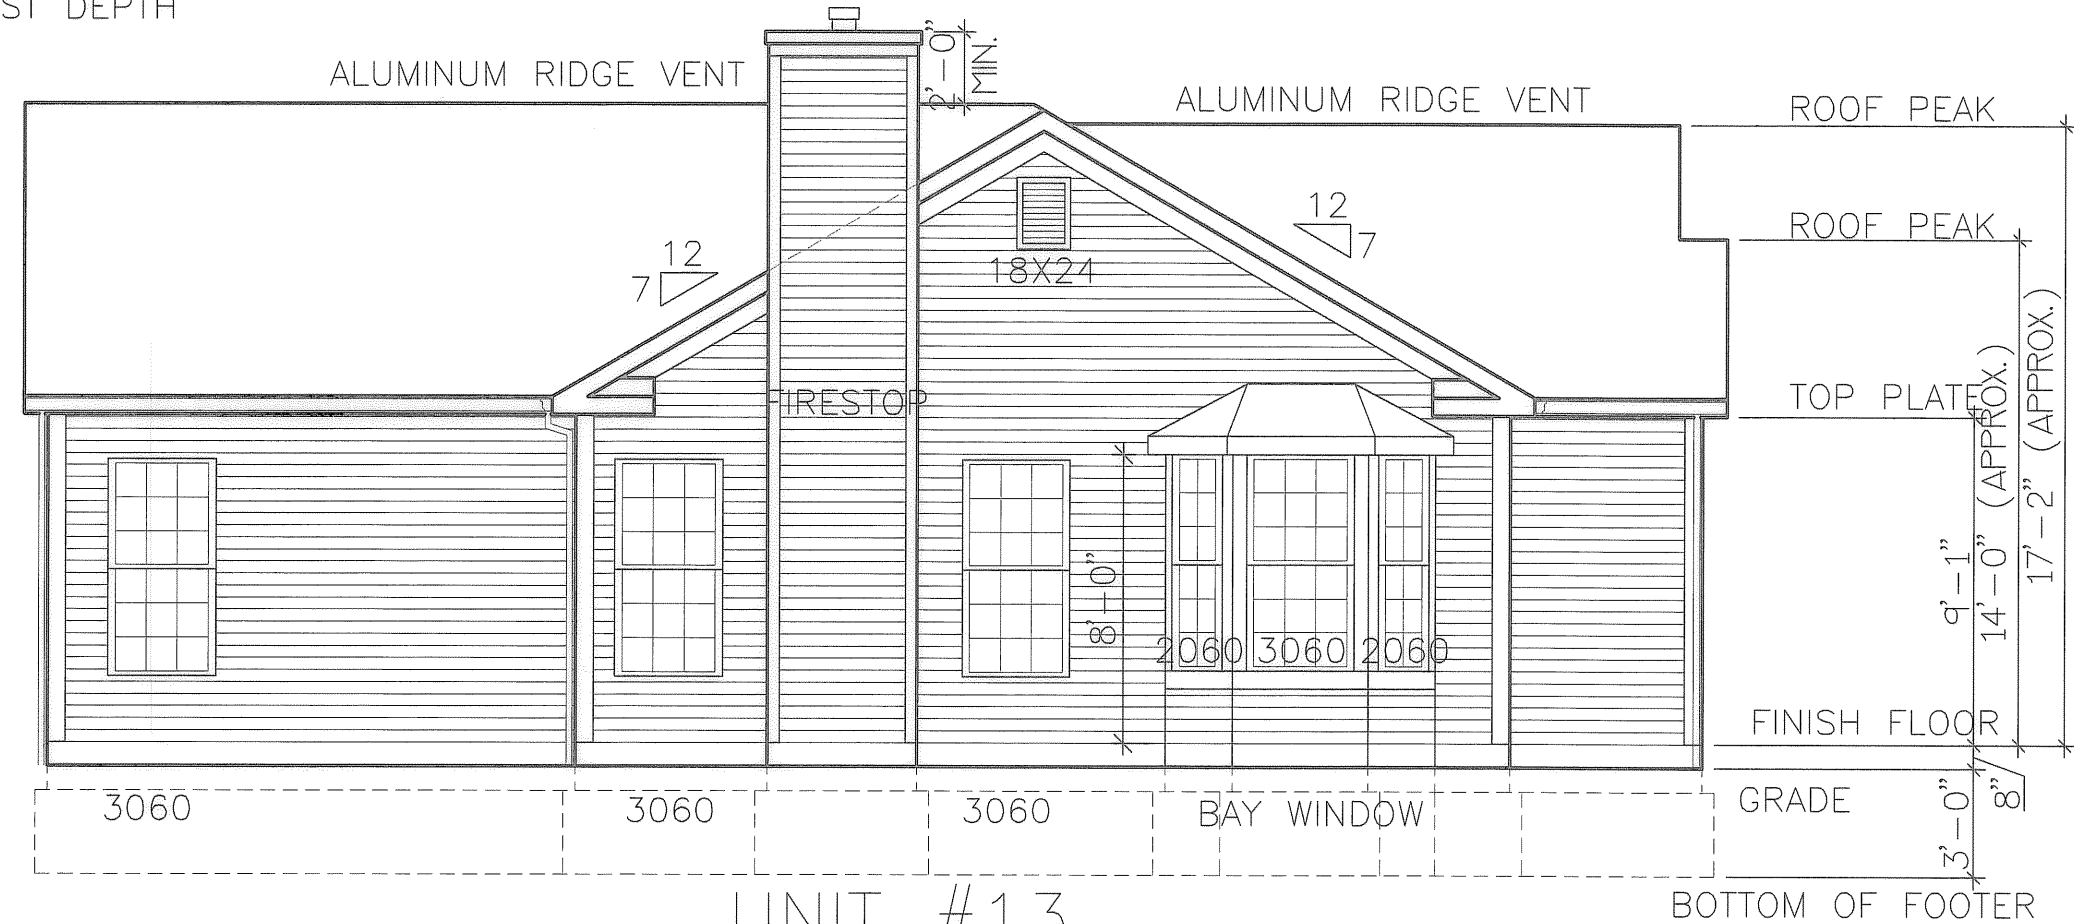 ST DEPTH
ALUMINUM RIDGE VENT
2'-0"
MIN.
ALUMINUM RIDGE VENT
ROOF PEAK
12
7
12
7
ROOF PEAK
18X24
FIRESTOP
TOP PLATE
8'-0"
2060 3060 2060
9'-1"
14'-0" (APPROX.)
17'-2" (APPROX.)
FINISH FLOOR
3060
3060
3060
BAY WINDOW
GRADE
8"
3'-0"
BOTTOM OF FOOTER
UNIT #13